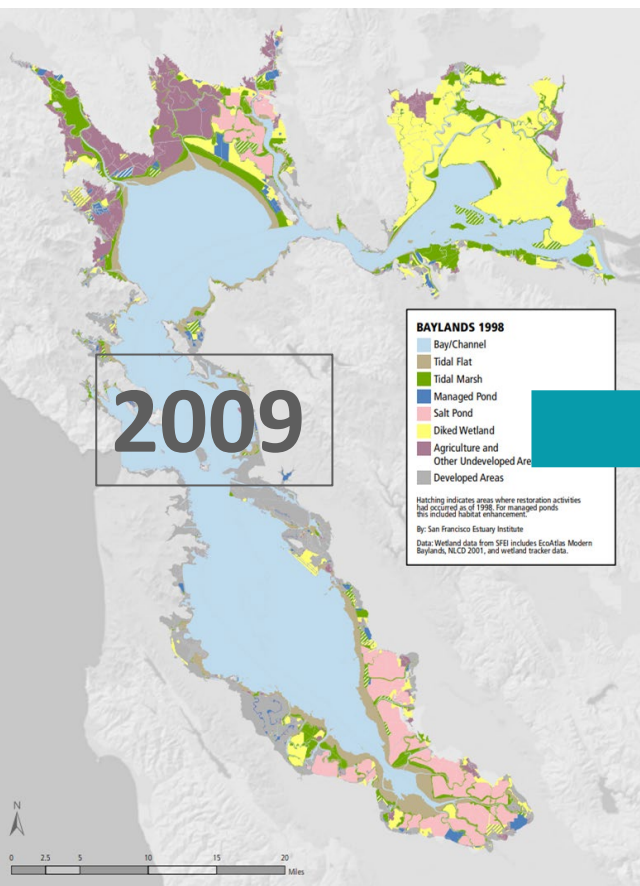 BAYLANDS 1998
Bay/Channel
Tidal Flat
Tidal Marsh
Managed Pond
Salt Pond
Diked Wetland
Agriculture and
Other Undeveloped
Developed Areas
Hatching indicates areas where restoration activities
had occurred as of 1998. For managed ponds
this included habitat enhancement.
By: San Francisco Estuary Institute
Data: Wetland data from SFEI includes EcoAtlas Modern
Baylands, NLCD 2001, and wetland tracker data.
2009
N
0 2.5 5 10 15 20
Miles